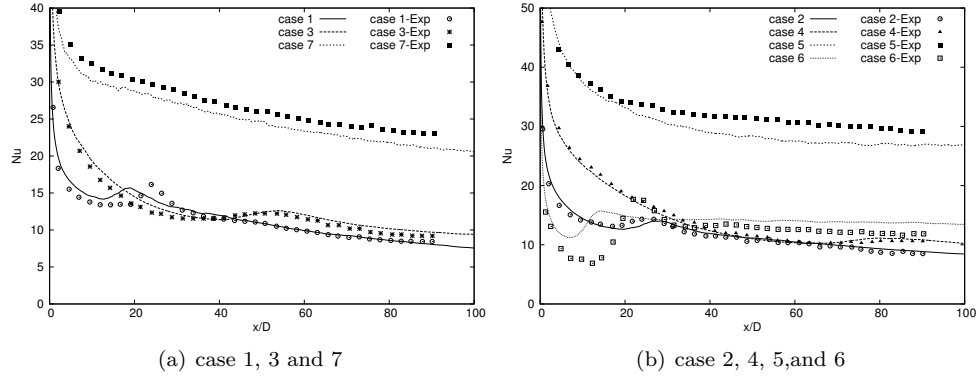 case 1 case 1-Exp
case 3 case 3-Exp
case 7 case 7-Exp
Nu
40
35
30
25
20
15
10
5
0
0 20 40 60 80 100
x/D
(a) case 1, 3 and 7
case 2 case 2-Exp
case 4 case 4-Exp
case 5 case 5-Exp
case 6 case 6-Exp
Nu
50
40
30
20
10
0
0 20 40 60 80 100
x/D
(b) case 2, 4, 5,and 6